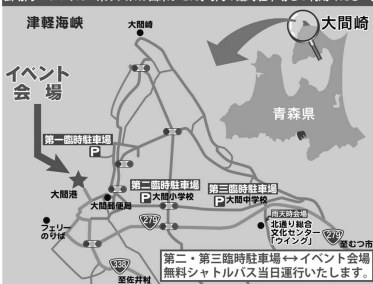 津軽海峡
大間崎
大間崎
イベント
会場
青森県
第一臨時駐車場
P
大間港
第二臨時駐車場
P 大間小学校
第三臨時駐車場
P 大間中学校
大間郵便局
フェリー
のりば
279
雨天時会場
北通り総合
文化センター
「ウイング」
279
至むつ市
338
至佐井村
第二・第三臨時駐車場↔イベント会場
無料シャトルバス当日運行いたします。